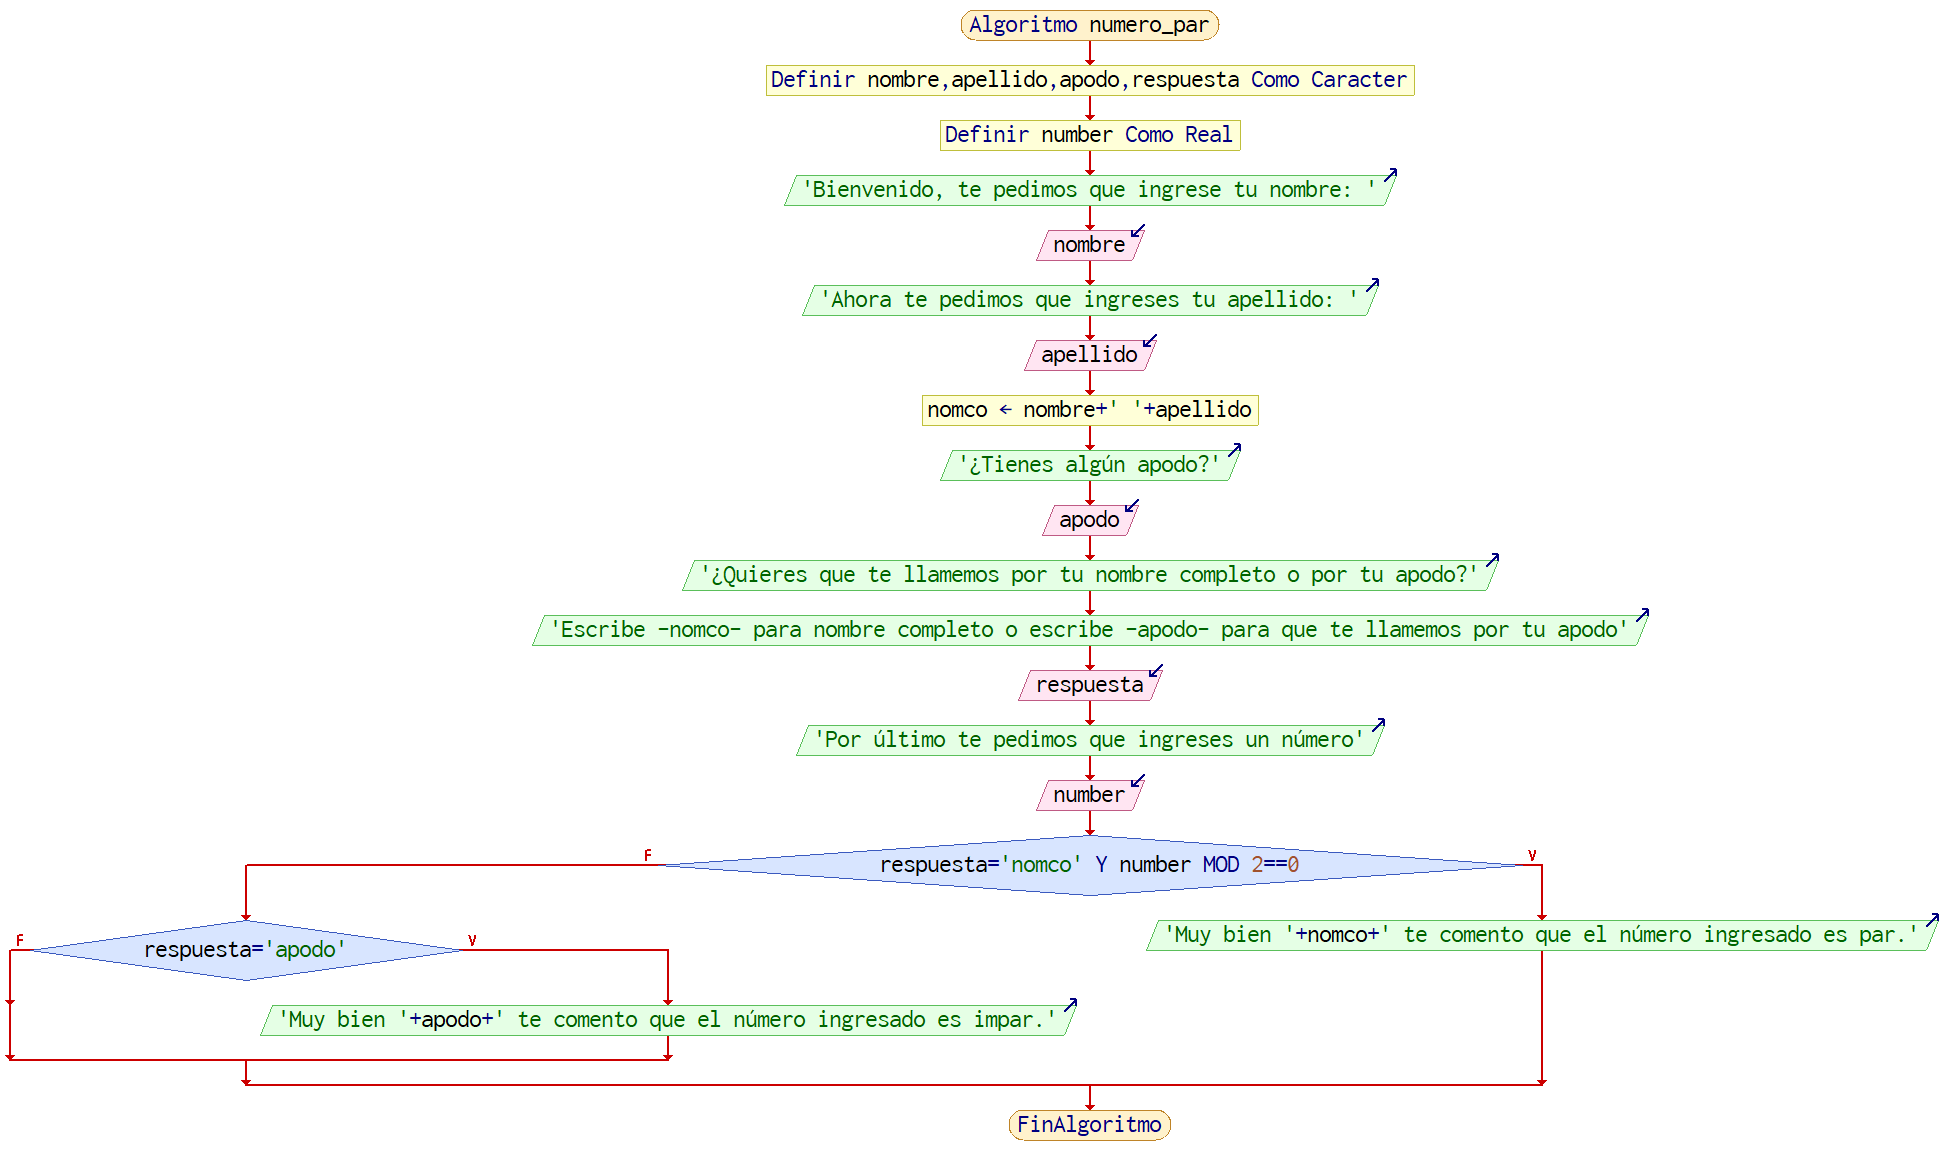 Algoritmo numero_par
Definir nombre,apellido,apodo,respuesta Como Caracter
Definir number Como Real
'Bienvenido, te pedimos que ingrese tu nombre: '
nombre
'Ahora te pedimos que ingreses tu apellido: '
apellido
nomco ← nombre+' '+apellido
'¿Tienes algún apodo?'
apodo
'¿Quieres que te llamemos por tu nombre completo o por tu apodo?'
'Escribe -nomco- para nombre completo o escribe -apodo- para que te llamemos por tu apodo'
respuesta
'Por último te pedimos que ingreses un número'
number
F respuesta='nomco' Y number MOD 2==0 V
'Muy bien '+nomco+' te comento que el número ingresado es par.'
F respuesta='apodo' V
'Muy bien '+apodo+' te comento que el número ingresado es impar.'
FinAlgoritmo